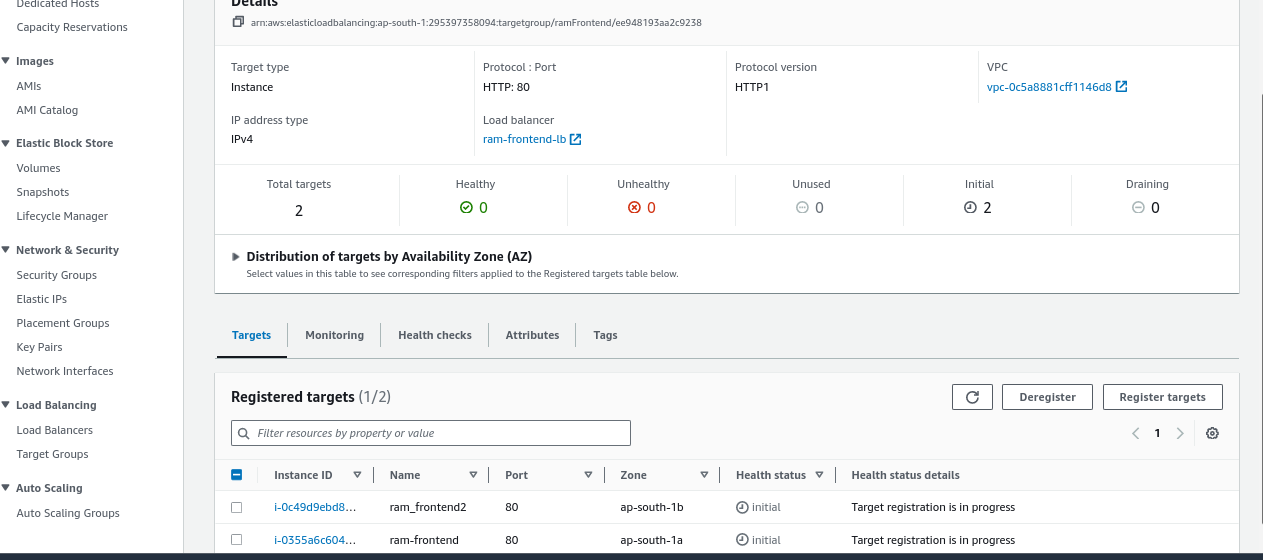 Dedicated Hosts
Capacity Reservations
Images
AMIs
AMI Catalog
Elastic Block Store
Volumes
Snapshots
Lifecycle Manager
Network & Security
Security Groups
Elastic IPs
Placement Groups
Key Pairs
Network Interfaces
Load Balancing
Load Balancers
Target Groups
Auto Scaling
Auto Scaling Groups
Details
arn:aws:elasticloadbalancing:ap-south-1:295397358094:targetgroup/ramFrontend/ee948193aa2c9238
Target type
Instance
Protocol : Port
HTTP: 80
Protocol version
HTTP1
VPC
vpc-0c5a8881cff1146d8
IP address type
IPv4
Load balancer
ram-frontend-lb
Total targets
2
Healthy
0
Unhealthy
0
Unused
0
Initial
2
Draining
0
Distribution of targets by Availability Zone (AZ)
Select values in this table to see corresponding filters applied to the Registered targets table below.
Targets Monitoring Health checks Attributes Tags
Registered targets (1/2)
Deregister Register targets
Filter resources by property or value
1
Instance ID Name Port Zone Health status Health status details
i-0c49d9ebd8... ram_frontend2 80 ap-south-1b initial Target registration is in progress
i-0355a6c604... ram-frontend 80 ap-south-1a initial Target registration is in progress